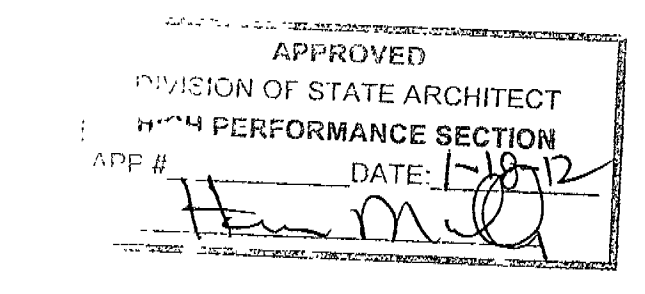 APPROVED
DIVISION OF STATE ARCHITECT
HIGH PERFORMANCE SECTION
APP # DATE: 1-18-12